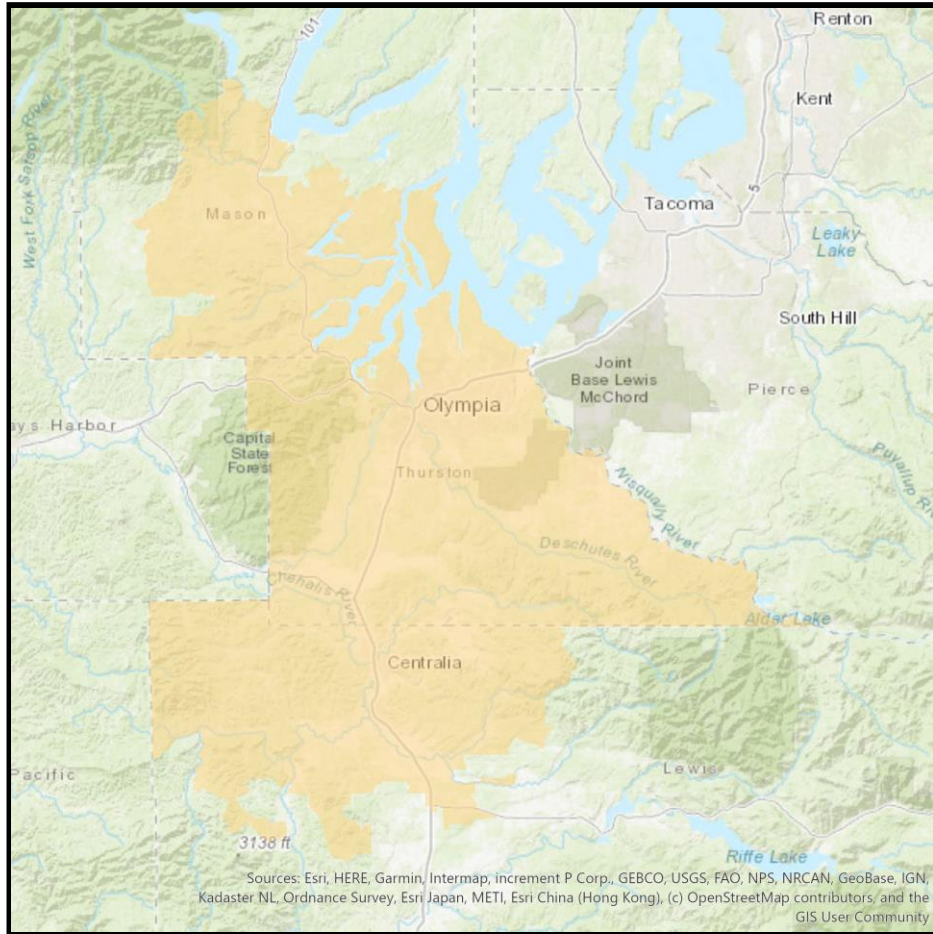 101
Renton
Kent
West Fork Satsop River
Mason
Tacoma
5
Leaky
Lake
South Hill
Joint
Base Lewis
McChord
Pierce
Olympia
ays Harbor
Capital
State
Forest
Thurston
Nisqually River
Puyallup Riv
Deschutes River
Chehalis River
Alder Lake
Centralia
Pacific
Lewis
3138 ft
Riffe Lake
Sources: Esri, HERE, Garmin, Intermap, increment P Corp., GEBCO, USGS, FAO, NPS, NRCAN, GeoBase, IGN,
Kadaster NL, Ordnance Survey, Esri Japan, METI, Esri China (Hong Kong), (c) OpenStreetMap contributors, and the
GIS User Community